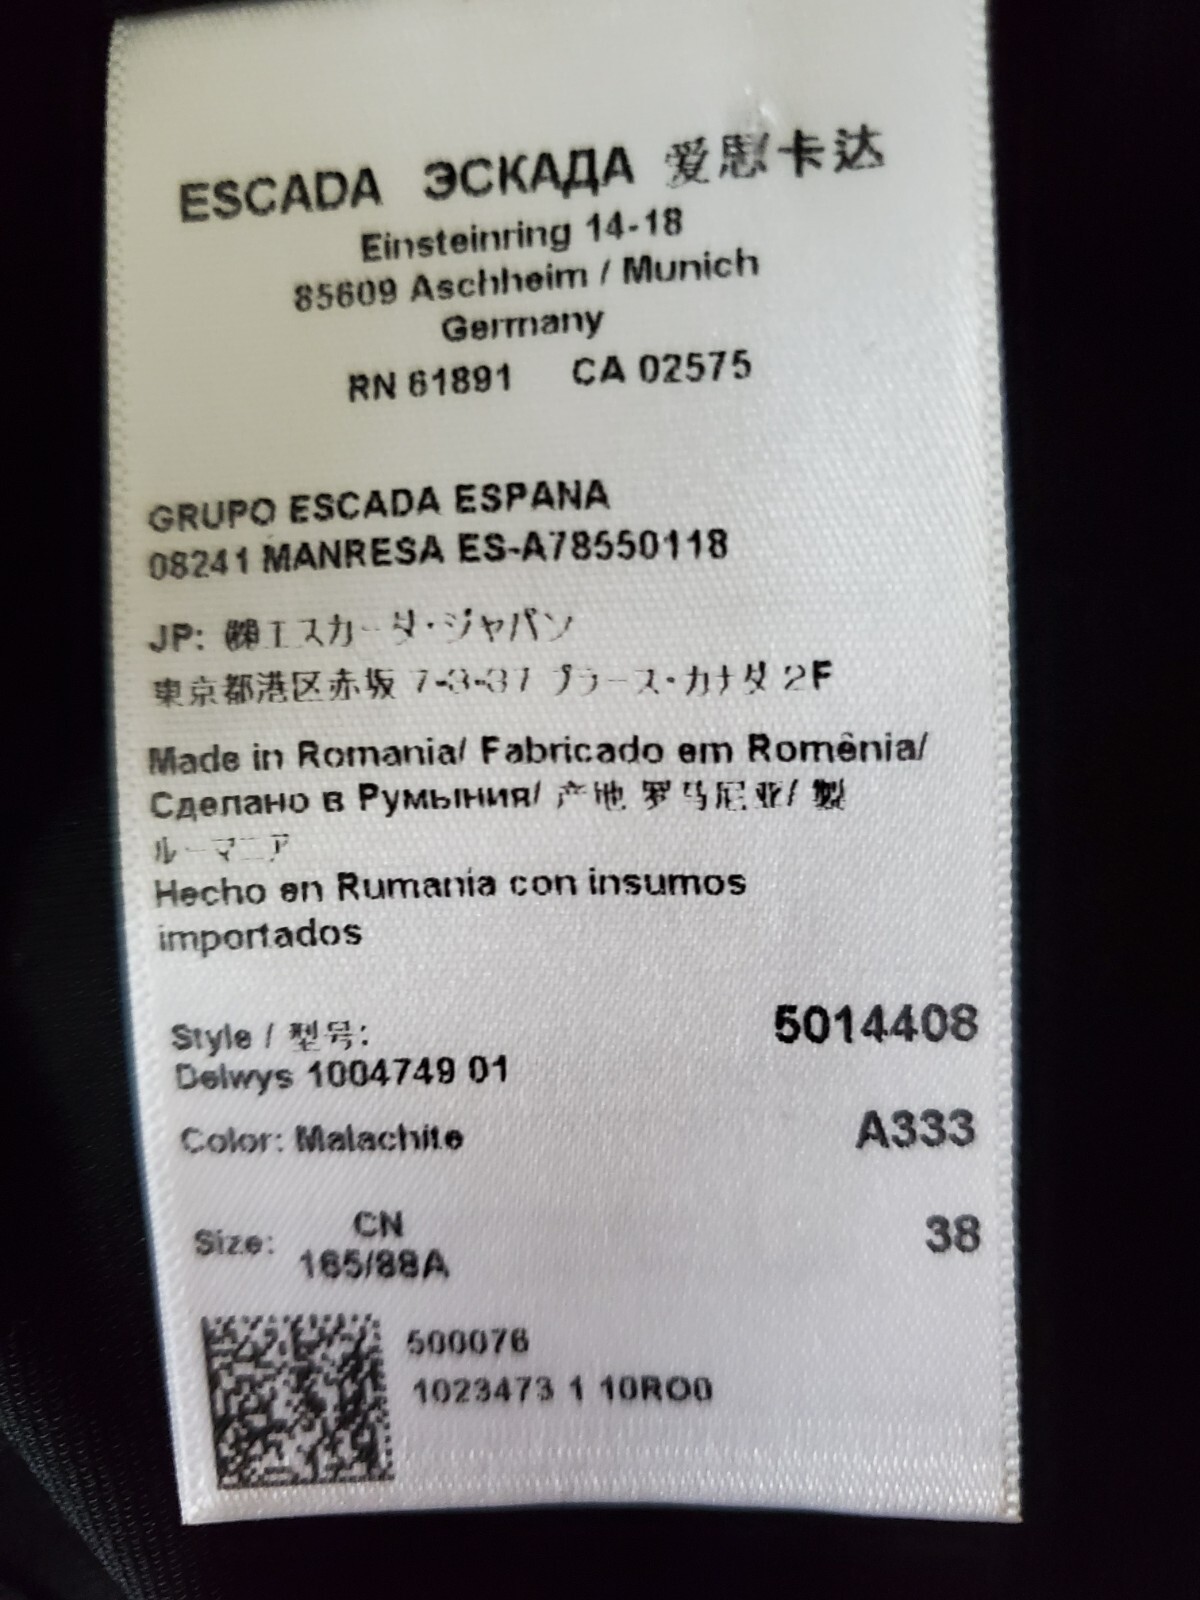 ESCADA ЭСКАДА 爱思卡达
Einsteinring 14-18
85609 Aschheim / Munich
Germany
RN 61891 CA 02575
GRUPO ESCADA ESPANA
08241 MANRESA ES-A78550118
JP: ㈱エスカーダ・ジャパン
東京都港区赤坂 7-3-37 プラース・カナダ 2F
Made in Romania/ Fabricado em Romênia/
Сделано в Румыния/ 产地 罗马尼亚/ 製
ルーマニア
Hecho en Rumania con insumos
importados
Style / 型号: 5014408
Delwys 1004749 01
Color: Malachite A333
Size: CN 38
165/88A
500076
1023473 1 10RO0